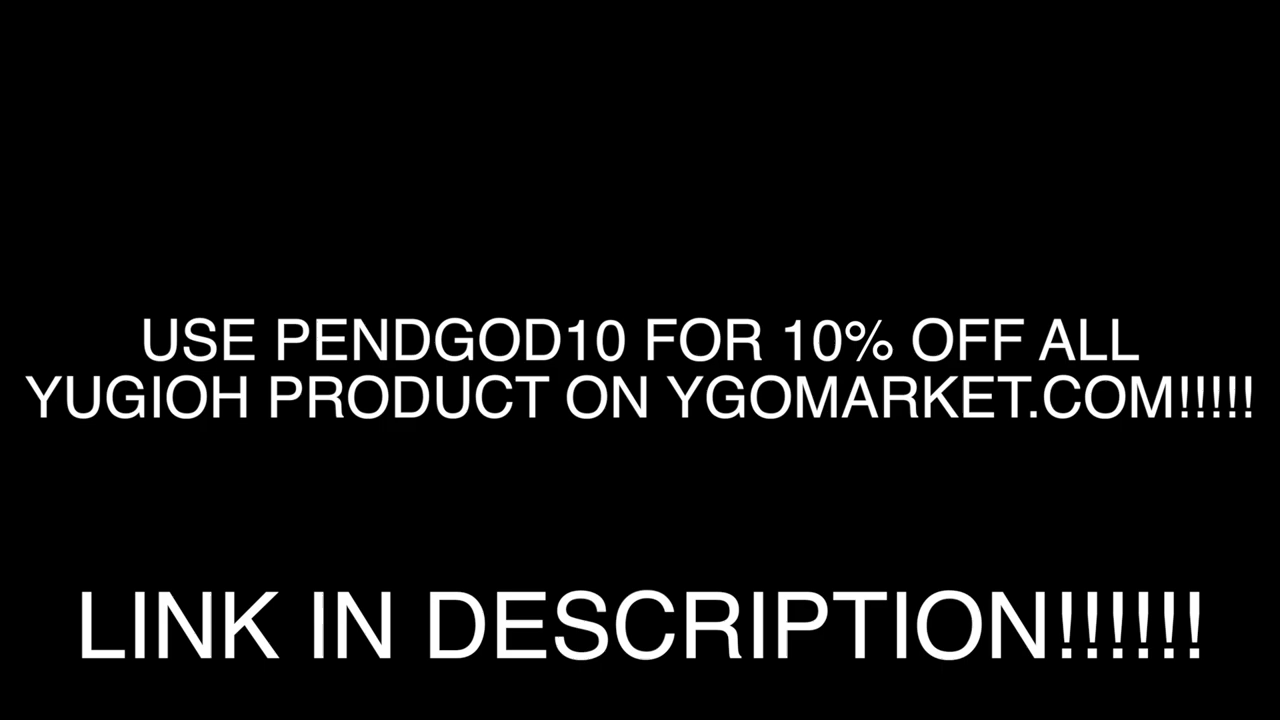 USE PENDGOD10 FOR 10% OFF ALL
YUGIOH PRODUCT ON YGOMARKET.COM!!!!!
LINK IN DESCRIPTION!!!!!!